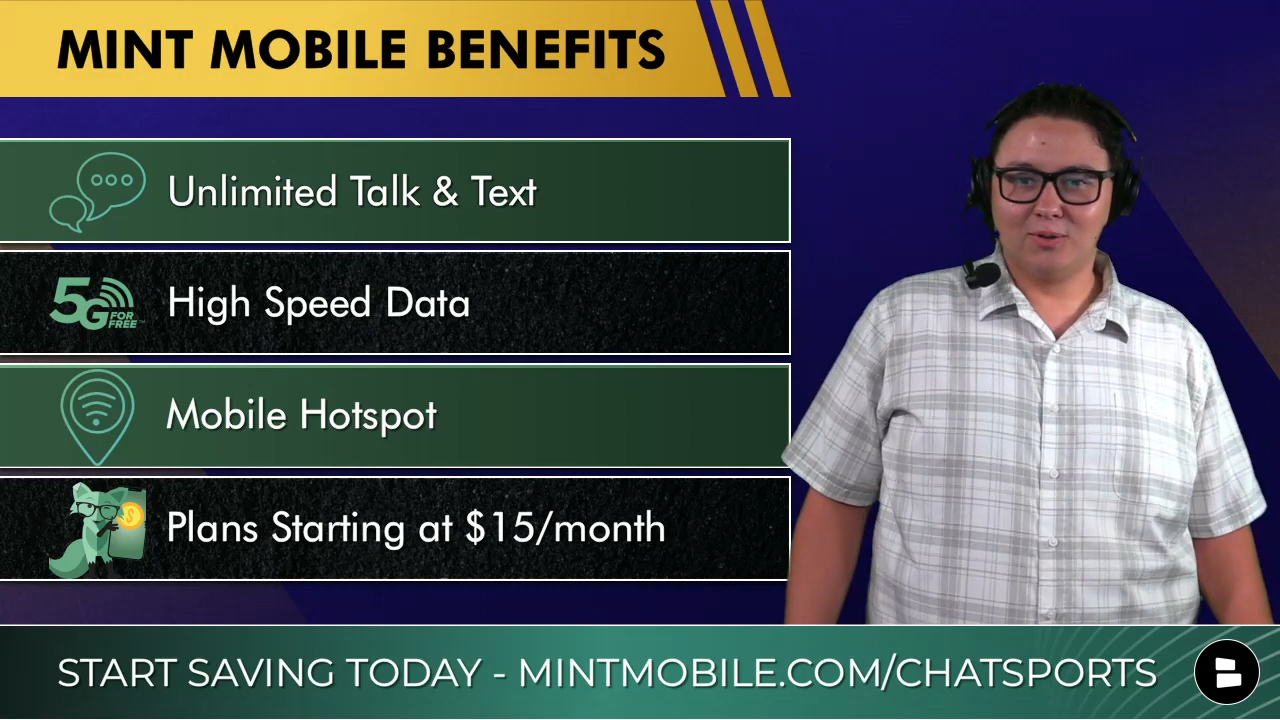 MINT MOBILE BENEFITS
Unlimited Talk & Text
5G FOR FREE™
High Speed Data
Mobile Hotspot
$
Plans Starting at $15/month
START SAVING TODAY - MINTMOBILE.COM/CHATSPORTS